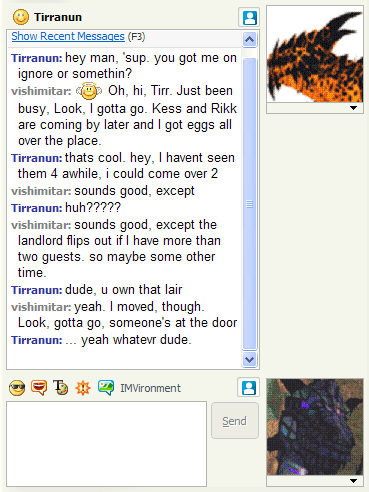 Tirranun
Show Recent Messages (F3)
Tirranun: hey man, 'sup. you got me on
ignore or somethin?
vishimitar: Oh, hi, Tirr. Just been
busy, Look, I gotta go. Kess and Rikk
are coming by later and I got eggs all
over the place.
Tirranun: thats cool. hey, I havent seen
them 4 awhile, i could come over 2
vishimitar: sounds good, except
Tirranun: huh?????
vishimitar: sounds good, except the
landlord flips out if I have more than
two guests. so maybe some other
time.
Tirranun: dude, u own that lair
vishimitar: yeah. I moved, though.
Look, gotta go, someone's at the door
Tirranun: ... yeah whatevr dude.
IMVironment
Send